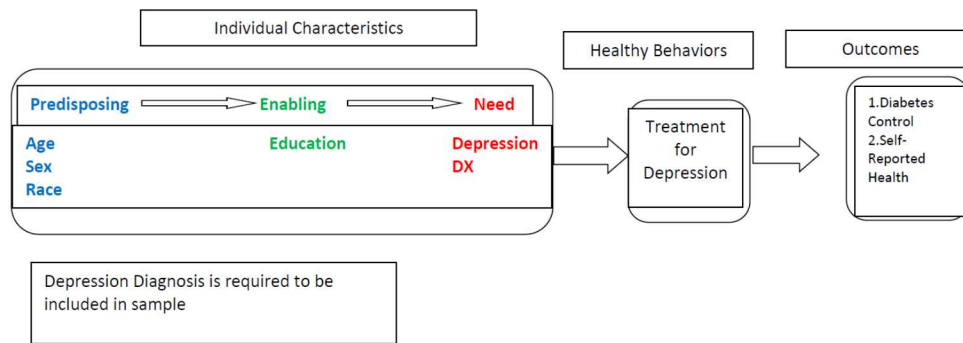 Individual Characteristics
Healthy Behaviors
Outcomes
Predisposing
Enabling
Need
Age
Sex
Race
Education
Depression
DX
Treatment
for
Depression
1.Diabetes
Control
2.Self-
Reported
Health
Depression Diagnosis is required to be
included in sample